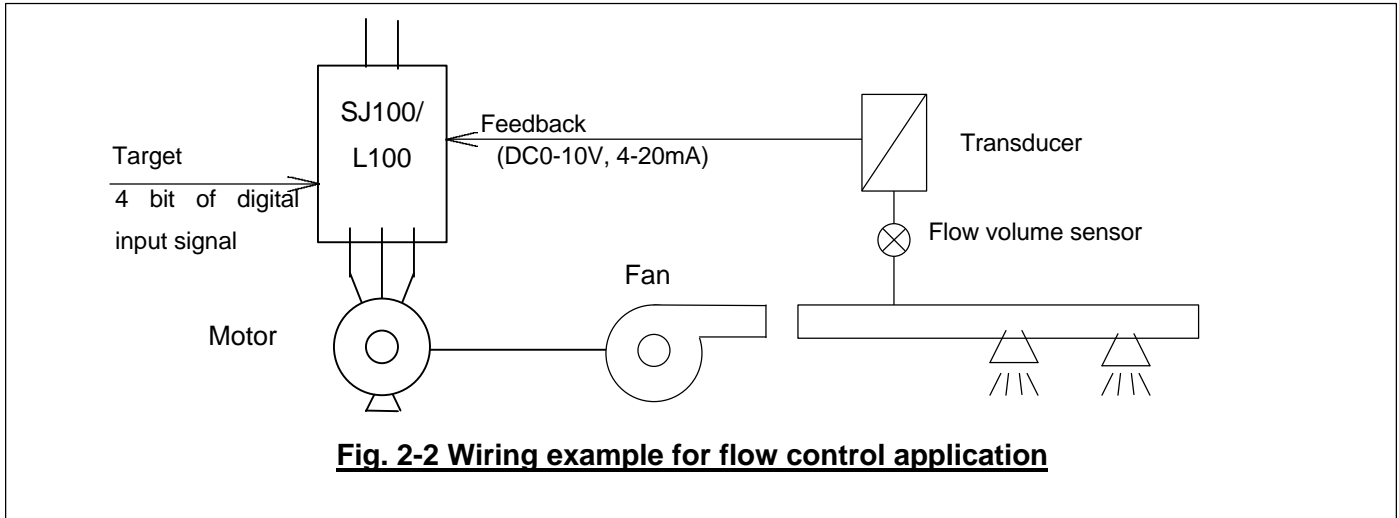 SJ100/
L100
Target
4 bit of digital
input signal
Feedback
(DC0-10V, 4-20mA)
Transducer
Flow volume sensor
Fan
Motor
Fig. 2-2 Wiring example for flow control application